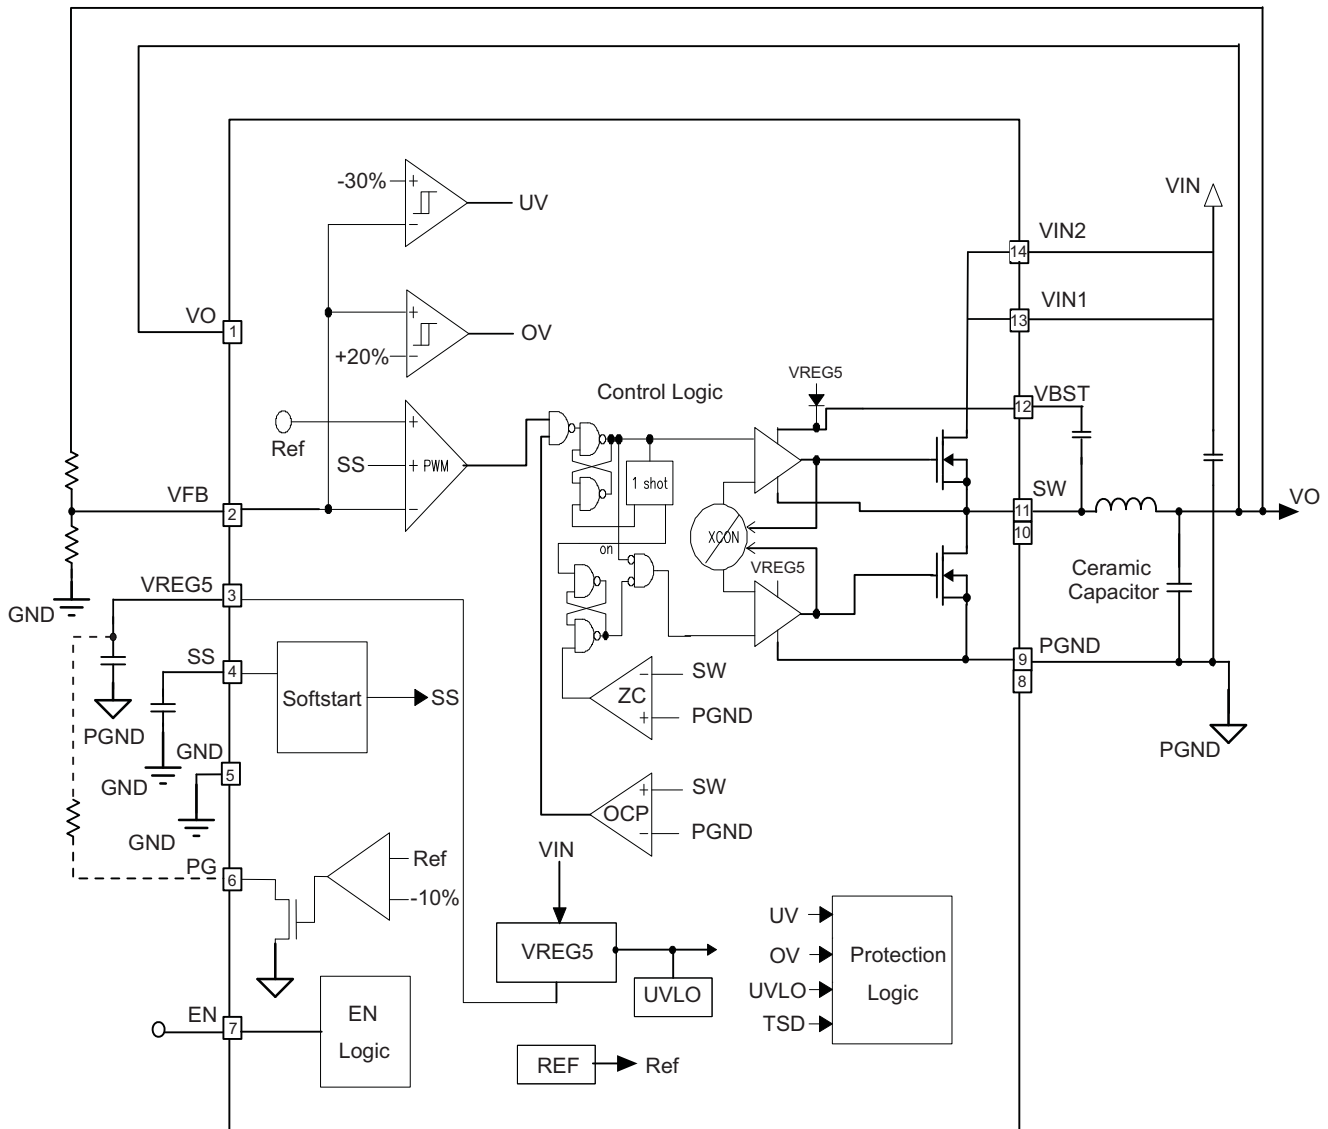 -30%
+
-
UV
VIN
VIN2
14
VO
1
+
+20%
-
OV
VIN1
13
Control Logic
VREG5
VBST
12
Ref
+
SS
+
PWM
-
1 shot
VFB
2
SW
11
10
VO
XCON
on
VREG5
Ceramic
Capacitor
VREG5
3
GND
SS
4
Softstart
SS
PGND
GND
-
SW
ZC
+
PGND
PGND
9
8
PGND
GND
5
GND
+
SW
OCP
-
PGND
PG
6
Ref
-10%
VIN
VREG5
UVLO
UV
OV
UVLO
TSD
Protection
Logic
EN
7
EN
Logic
REF
Ref